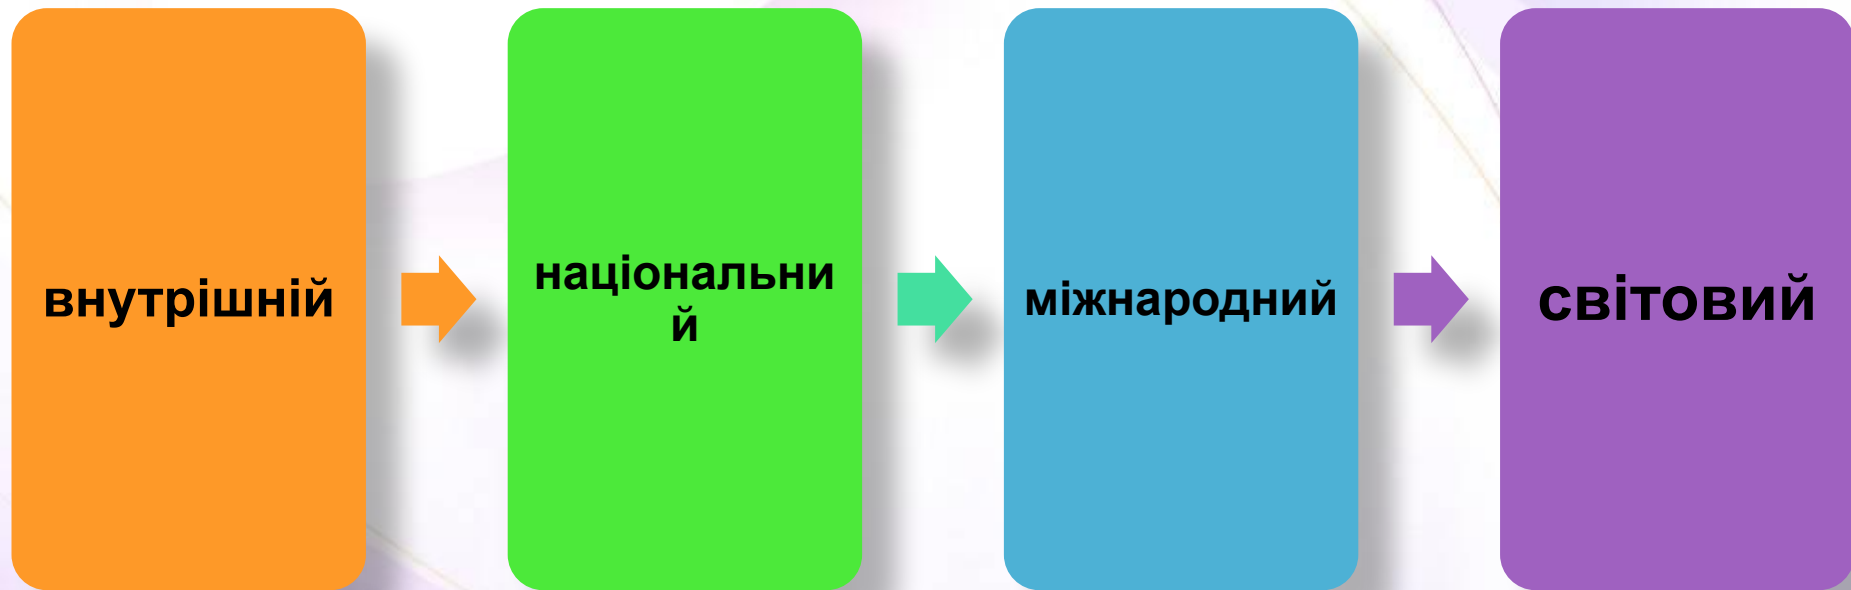 внутрішній
національни
й
міжнародний
світовий